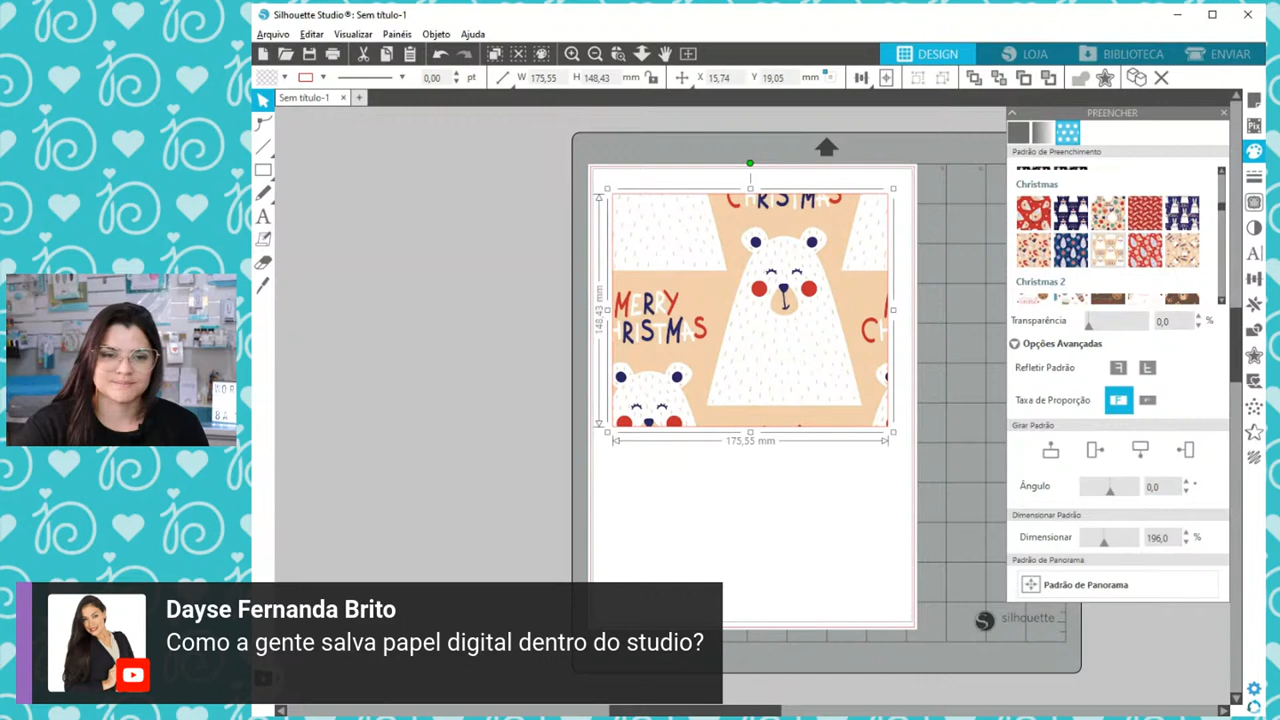 Silhouette Studio®: Sem título-1
Arquivo Editar Visualizar Painéis Objeto Ajuda
DESIGN LOJA BIBLIOTECA ENVIAR
0,00 pt W 175,55 H 148,43 mm X 15,74 Y 19,05 mm
Sem título-1 × +
PREENCHER
Pix
Padrão de Preenchimento
Christmas
CHRISTMAS
MERRY
CHRISTMAS
148,43 mm
175,55 mm
Christmas 2
Transparência 0,0 %
Opções Avançadas
Refletir Padrão
Taxa de Proporção
Girar Padrão
Ângulo 0,0 °
Dimensionar Padrão
Dimensionar 196,0 %
Padrão de Panorama
Padrão de Panorama
silhouette
Dayse Fernanda Brito
Como a gente salva papel digital dentro do studio?